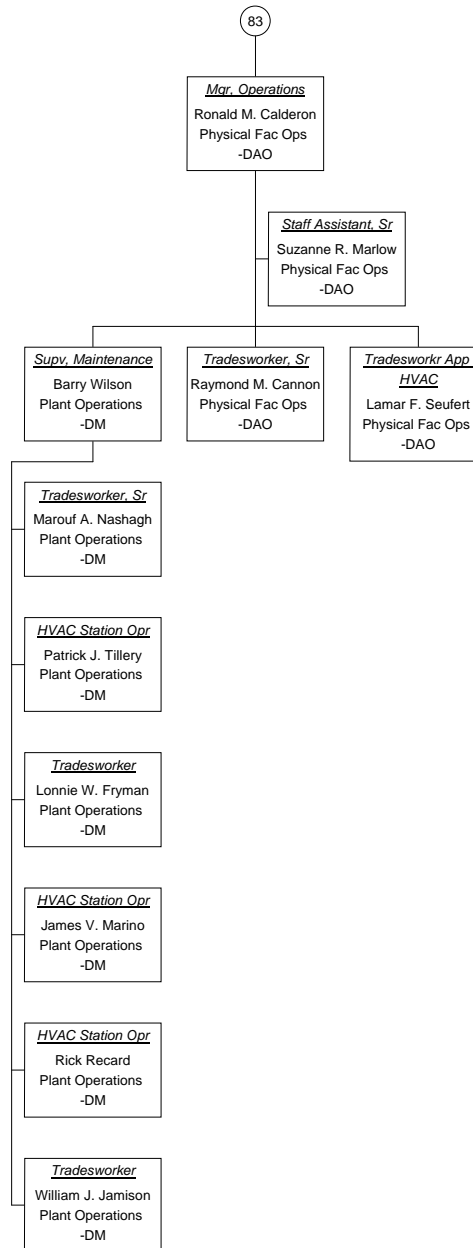 83
Mgr, Operations
Ronald M. Calderon
Physical Fac Ops
-DAO
Staff Assistant, Sr
Suzanne R. Marlow
Physical Fac Ops
-DAO
Supv, Maintenance
Barry Wilson
Plant Operations
-DM
Tradesworker, Sr
Raymond M. Cannon
Physical Fac Ops
-DAO
Tradesworkr App
HVAC
Lamar F. Seufert
Physical Fac Ops
-DAO
Tradesworker, Sr
Marouf A. Nashagh
Plant Operations
-DM
HVAC Station Opr
Patrick J. Tillery
Plant Operations
-DM
Tradesworker
Lonnie W. Fryman
Plant Operations
-DM
HVAC Station Opr
James V. Marino
Plant Operations
-DM
HVAC Station Opr
Rick Recard
Plant Operations
-DM
Tradesworker
William J. Jamison
Plant Operations
-DM